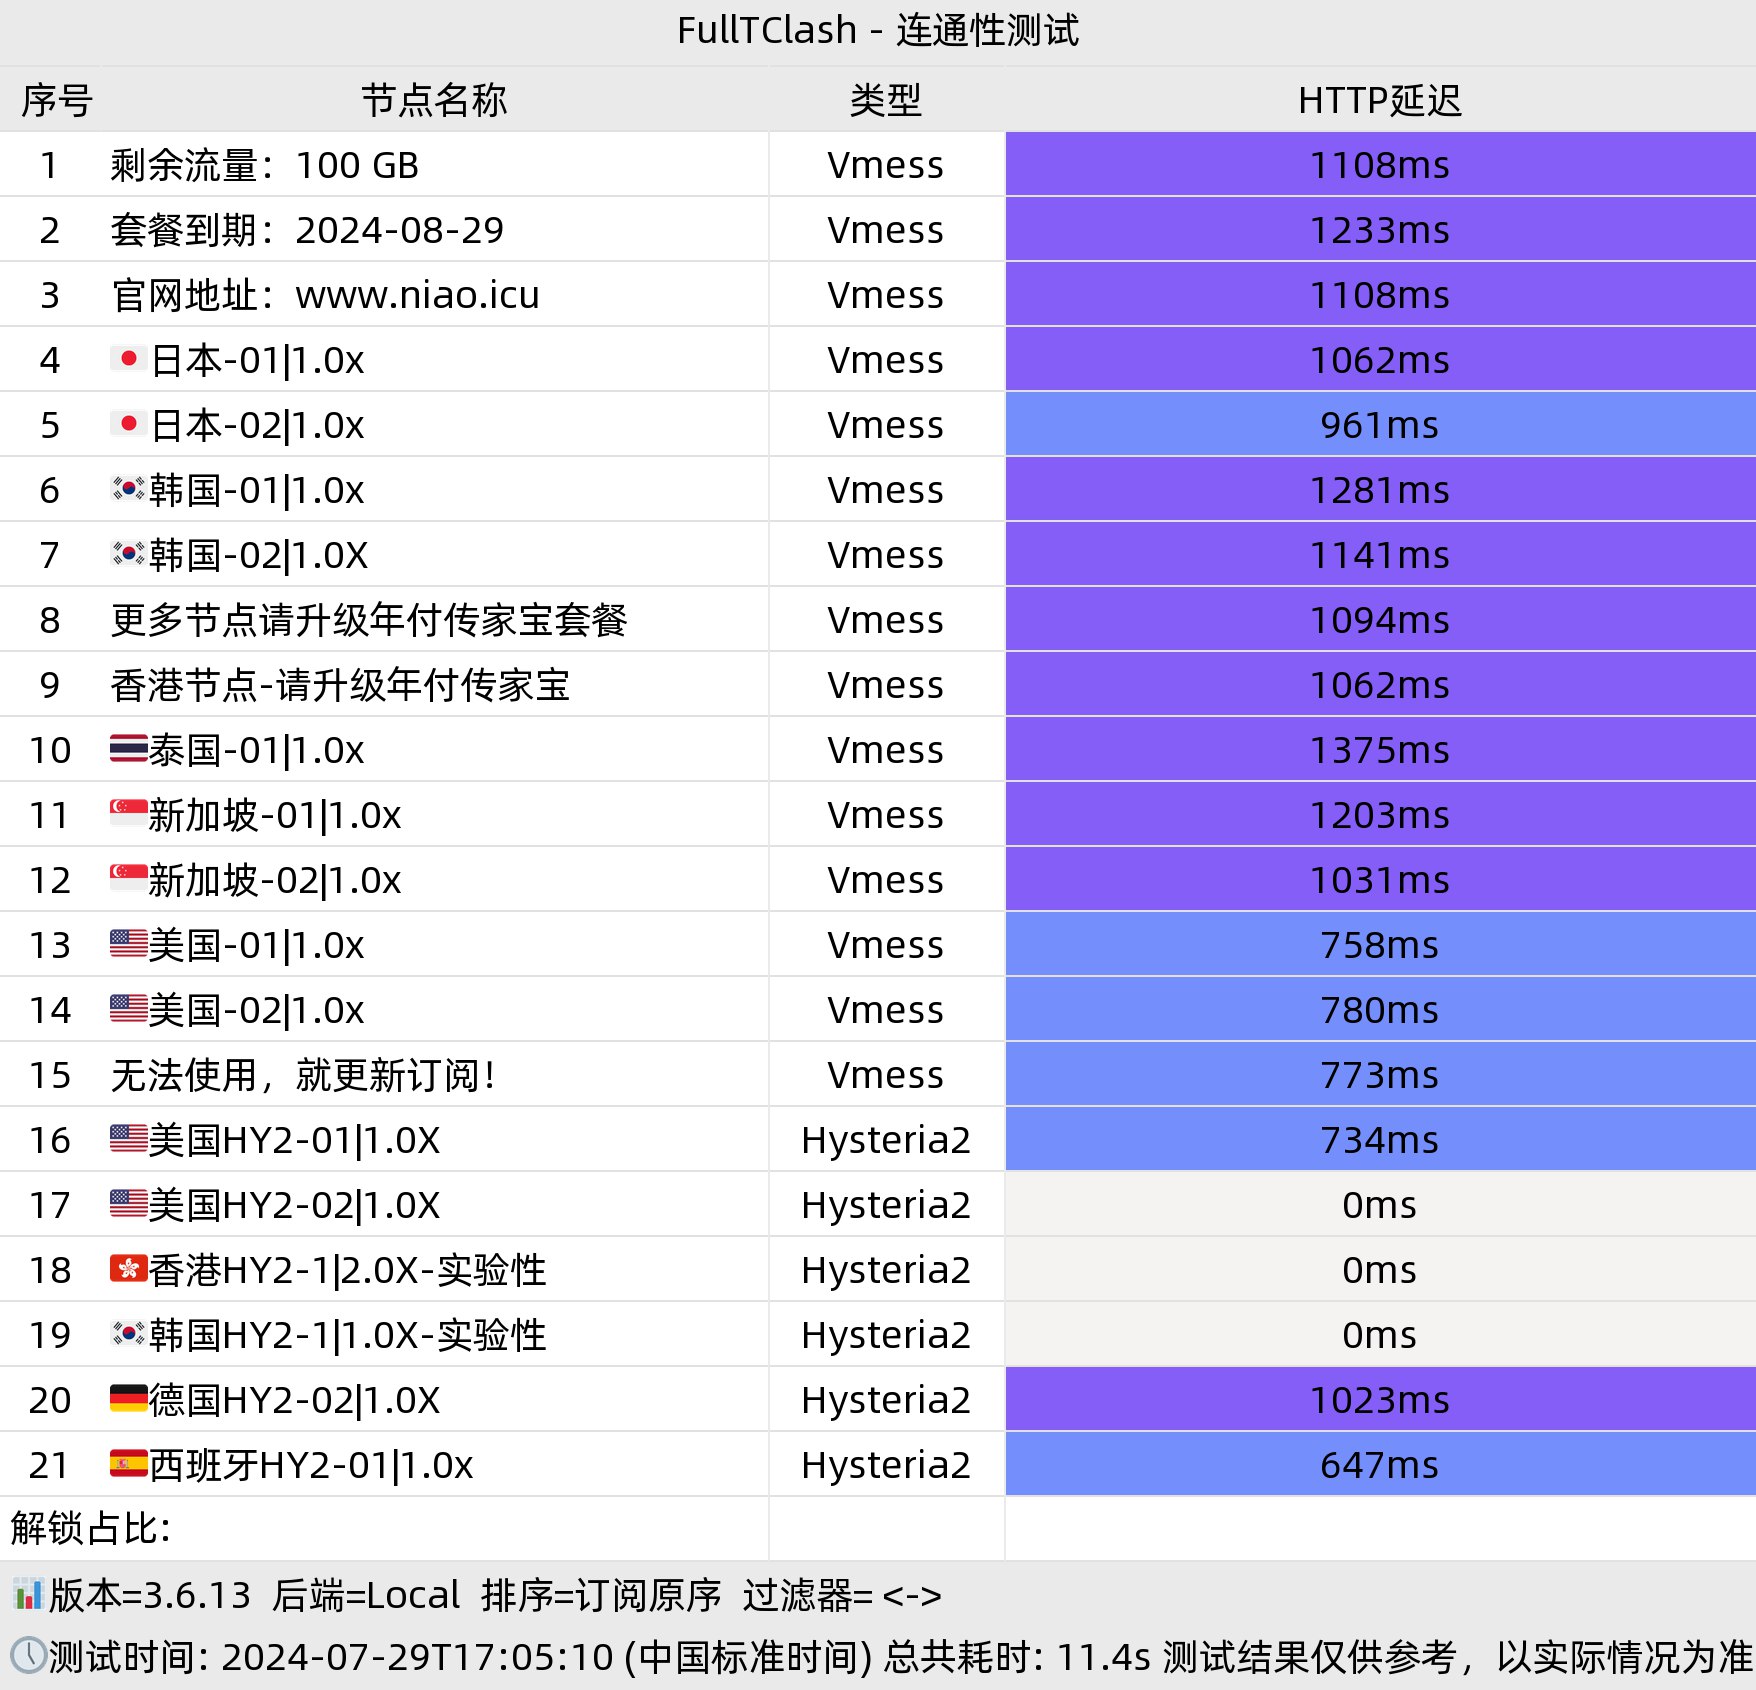 FullTClash - 连通性测试
序号 节点名称 类型 HTTP延迟
1 剩余流量：100 GB Vmess 1108ms
2 套餐到期：2024-08-29 Vmess 1233ms
3 官网地址：www.niao.icu Vmess 1108ms
4 🇯🇵日本-01|1.0x Vmess 1062ms
5 🇯🇵日本-02|1.0x Vmess 961ms
6 🇰🇷韩国-01|1.0x Vmess 1281ms
7 🇰🇷韩国-02|1.0X Vmess 1141ms
8 更多节点请升级年付传家宝套餐 Vmess 1094ms
9 香港节点-请升级年付传家宝 Vmess 1062ms
10 🇹🇭泰国-01|1.0x Vmess 1375ms
11 🇸🇬新加坡-01|1.0x Vmess 1203ms
12 🇸🇬新加坡-02|1.0x Vmess 1031ms
13 🇺🇸美国-01|1.0x Vmess 758ms
14 🇺🇸美国-02|1.0x Vmess 780ms
15 无法使用，就更新订阅！ Vmess 773ms
16 🇺🇸美国HY2-01|1.0X Hysteria2 734ms
17 🇺🇸美国HY2-02|1.0X Hysteria2 0ms
18 🇭🇰香港HY2-1|2.0X-实验性 Hysteria2 0ms
19 🇰🇷韩国HY2-1|1.0X-实验性 Hysteria2 0ms
20 🇩🇪德国HY2-02|1.0X Hysteria2 1023ms
21 🇪🇸西班牙HY2-01|1.0x Hysteria2 647ms
解锁占比:
📊版本=3.6.13 后端=Local 排序=订阅原序 过滤器= <->
🕔测试时间: 2024-07-29T17:05:10 (中国标准时间) 总共耗时: 11.4s 测试结果仅供参考，以实际情况为准